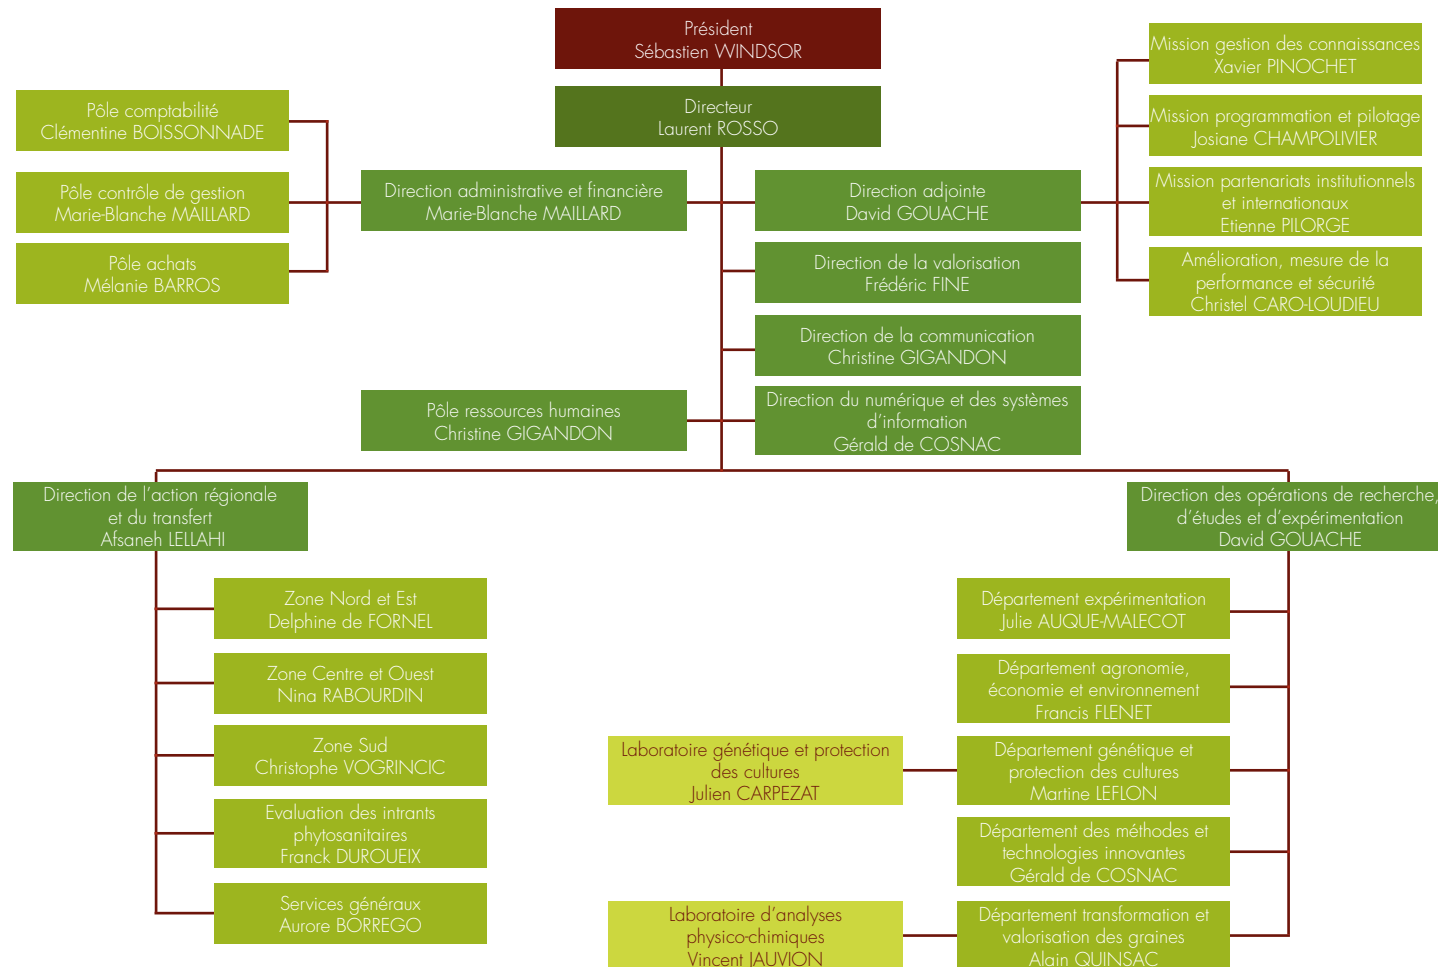 Président
Sébastien WINDSOR
Directeur
Laurent ROSSO
Pôle comptabilité
Clémentine BOISSONNADE
Pôle contrôle de gestion
Marie-Blanche MAILLARD
Pôle achats
Mélanie BARROS
Direction administrative et financière
Marie-Blanche MAILLARD
Direction adjointe
David GOUACHE
Mission gestion des connaissances
Xavier PINOCHET
Mission programmation et pilotage
Josiane CHAMPOLIVIER
Mission partenariats institutionnels
et internationaux
Etienne PILORGE
Amélioration, mesure de la
performance et sécurité
Christel CARO-LOUDIEU
Direction de la valorisation
Frédéric FINE
Direction de la communication
Christine GIGANDON
Pôle ressources humaines
Christine GIGANDON
Direction du numérique et des systèmes
d'information
Gérald de COSNAC
Direction de l'action régionale
et du transfert
Afsaneh LELLAHI
Zone Nord et Est
Delphine de FORNEL
Zone Centre et Ouest
Nina RABOURDIN
Zone Sud
Christophe VOGRINCIC
Evaluation des intrants
phytosanitaires
Franck DUROUEIX
Services généraux
Aurore BORREGO
Direction des opérations de recherche,
d'études et d'expérimentation
David GOUACHE
Département expérimentation
Julie AUQUE-MALECOT
Département agronomie,
économie et environnement
Francis FLENET
Laboratoire génétique et protection
des cultures
Julien CARPEZAT
Département génétique et
protection des cultures
Martine LEFLON
Département des méthodes et
technologies innovantes
Gérald de COSNAC
Laboratoire d'analyses
physico-chimiques
Vincent JAUVION
Département transformation et
valorisation des graines
Alain QUINSAC